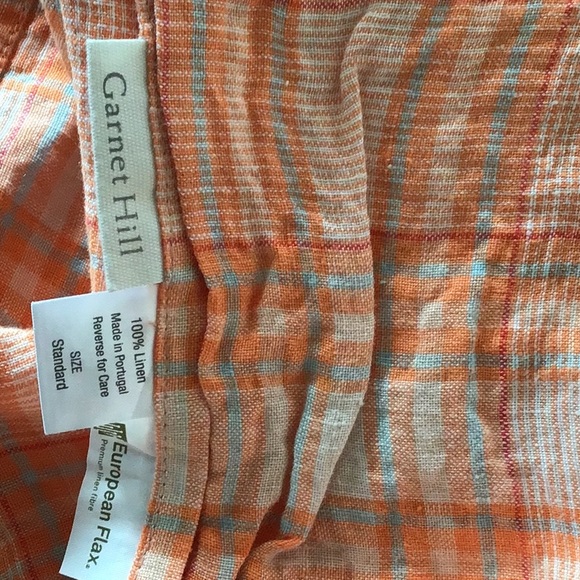 Garnet Hill
100% Linen
Made in Portugal
Reverse for Care
SIZE
Standard
European Flax®
Premium linen fibre